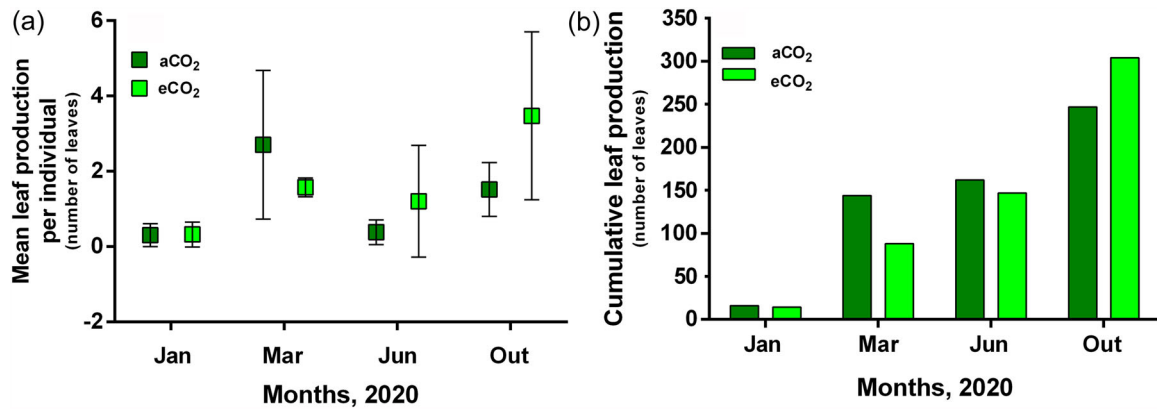 (a)
Mean leaf production
per individual
(number of leaves)
6
4
2
0
-2
aCO₂
eCO₂
Jan Mar Jun Out
Months, 2020
(b)
Cumulative leaf production
(number of leaves)
350
300
250
200
150
100
50
0
aCO₂
eCO₂
Jan Mar Jun Out
Months, 2020